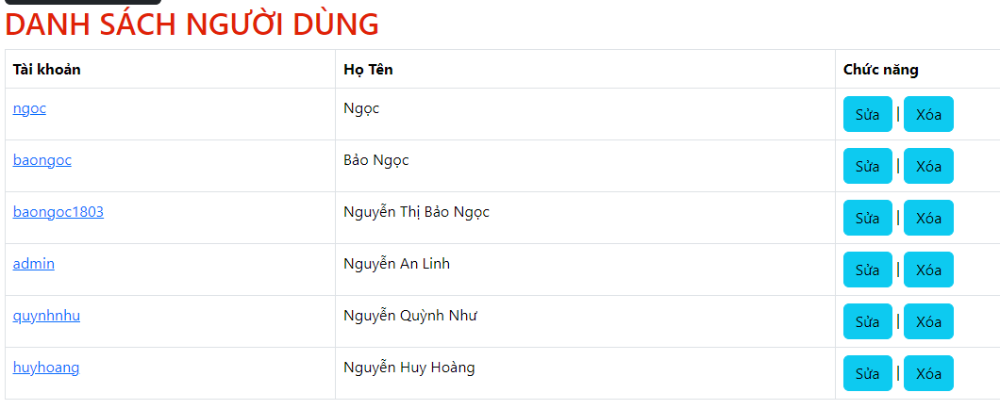 DANH SÁCH NGƯỜI DÙNG
Tài khoản Họ Tên Chức năng
ngoc Ngọc Sửa | Xóa
baongoc Bảo Ngọc Sửa | Xóa
baongoc1803 Nguyễn Thị Bảo Ngọc Sửa | Xóa
admin Nguyễn An Linh Sửa | Xóa
quynhnhu Nguyễn Quỳnh Như Sửa | Xóa
huyhoang Nguyễn Huy Hoàng Sửa | Xóa